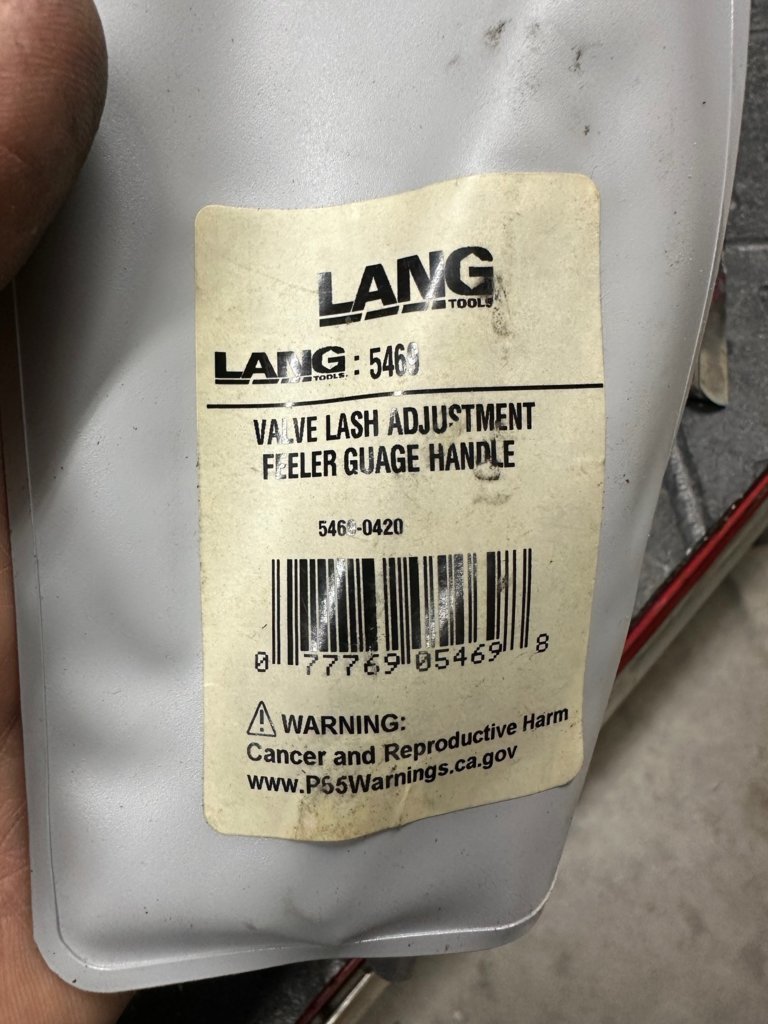 LANG
TOOLS
LANG TOOLS. : 5469
VALVE LASH ADJUSTMENT
FEELER GUAGE HANDLE
5469-0420
0 77769 05469 8
⚠ WARNING:
Cancer and Reproductive Harm
www.P65Warnings.ca.gov